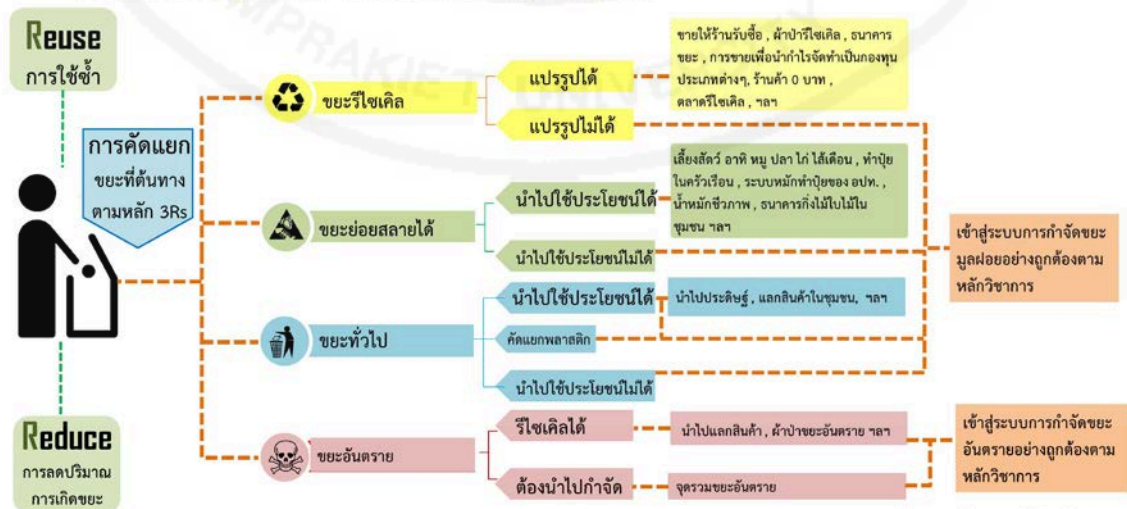 Reuse
การใช้ซ้ำ
การคัดแยก
ขยะที่ต้นทาง
ตามหลัก 3Rs
Reduce
การลดปริมาณ
การเกิดขยะ
ขยะรีไซเคิล
แปรรูปได้
ขายให้ร้านรับซื้อ , ผ้าป่ารีไซเคิล , ธนาคาร
ขยะ , การขายเพื่อนำกำไรจัดทำเป็นกองทุน
ประเภทต่างๆ, ร้านค้า 0 บาท ,
ตลาดรีไซเคิล , ฯลฯ
แปรรูปไม่ได้
ขยะย่อยสลายได้
นำไปใช้ประโยชน์ได้
เลี้ยงสัตว์ อาทิ หมู ปลา ไก่ ไส้เดือน , ทำปุ๋ย
ในครัวเรือน , ระบบหมักทำปุ๋ยของ อปท. ,
น้ำหมักชีวภาพ , ธนาคารกิ่งไม้ใบไม้ใน
ชุมชน ฯลฯ
นำไปใช้ประโยชน์ไม่ได้
ขยะทั่วไป
นำไปใช้ประโยชน์ได้
นำไปประดิษฐ์ , แลกสินค้าในชุมชน, ฯลฯ
คัดแยกพลาสติก
นำไปใช้ประโยชน์ไม่ได้
เข้าสู่ระบบการกำจัดขยะ
มูลฝอยอย่างถูกต้องตาม
หลักวิชาการ
ขยะอันตราย
รีไซเคิลได้
นำไปแลกสินค้า , ผ้าป่าขยะอันตราย ฯลฯ
ต้องนำไปกำจัด
จุดรวมขยะอันตราย
เข้าสู่ระบบการกำจัดขยะ
อันตรายอย่างถูกต้องตาม
หลักวิชาการ